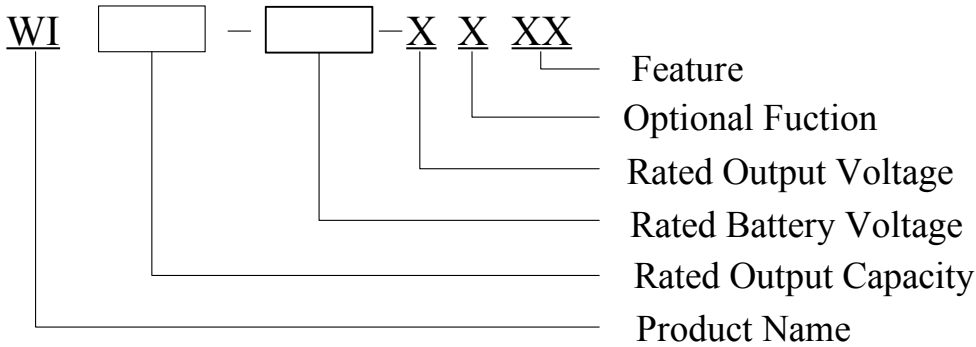 WI — — X X XX
Feature
Optional Fuction
Rated Output Voltage
Rated Battery Voltage
Rated Output Capacity
Product Name